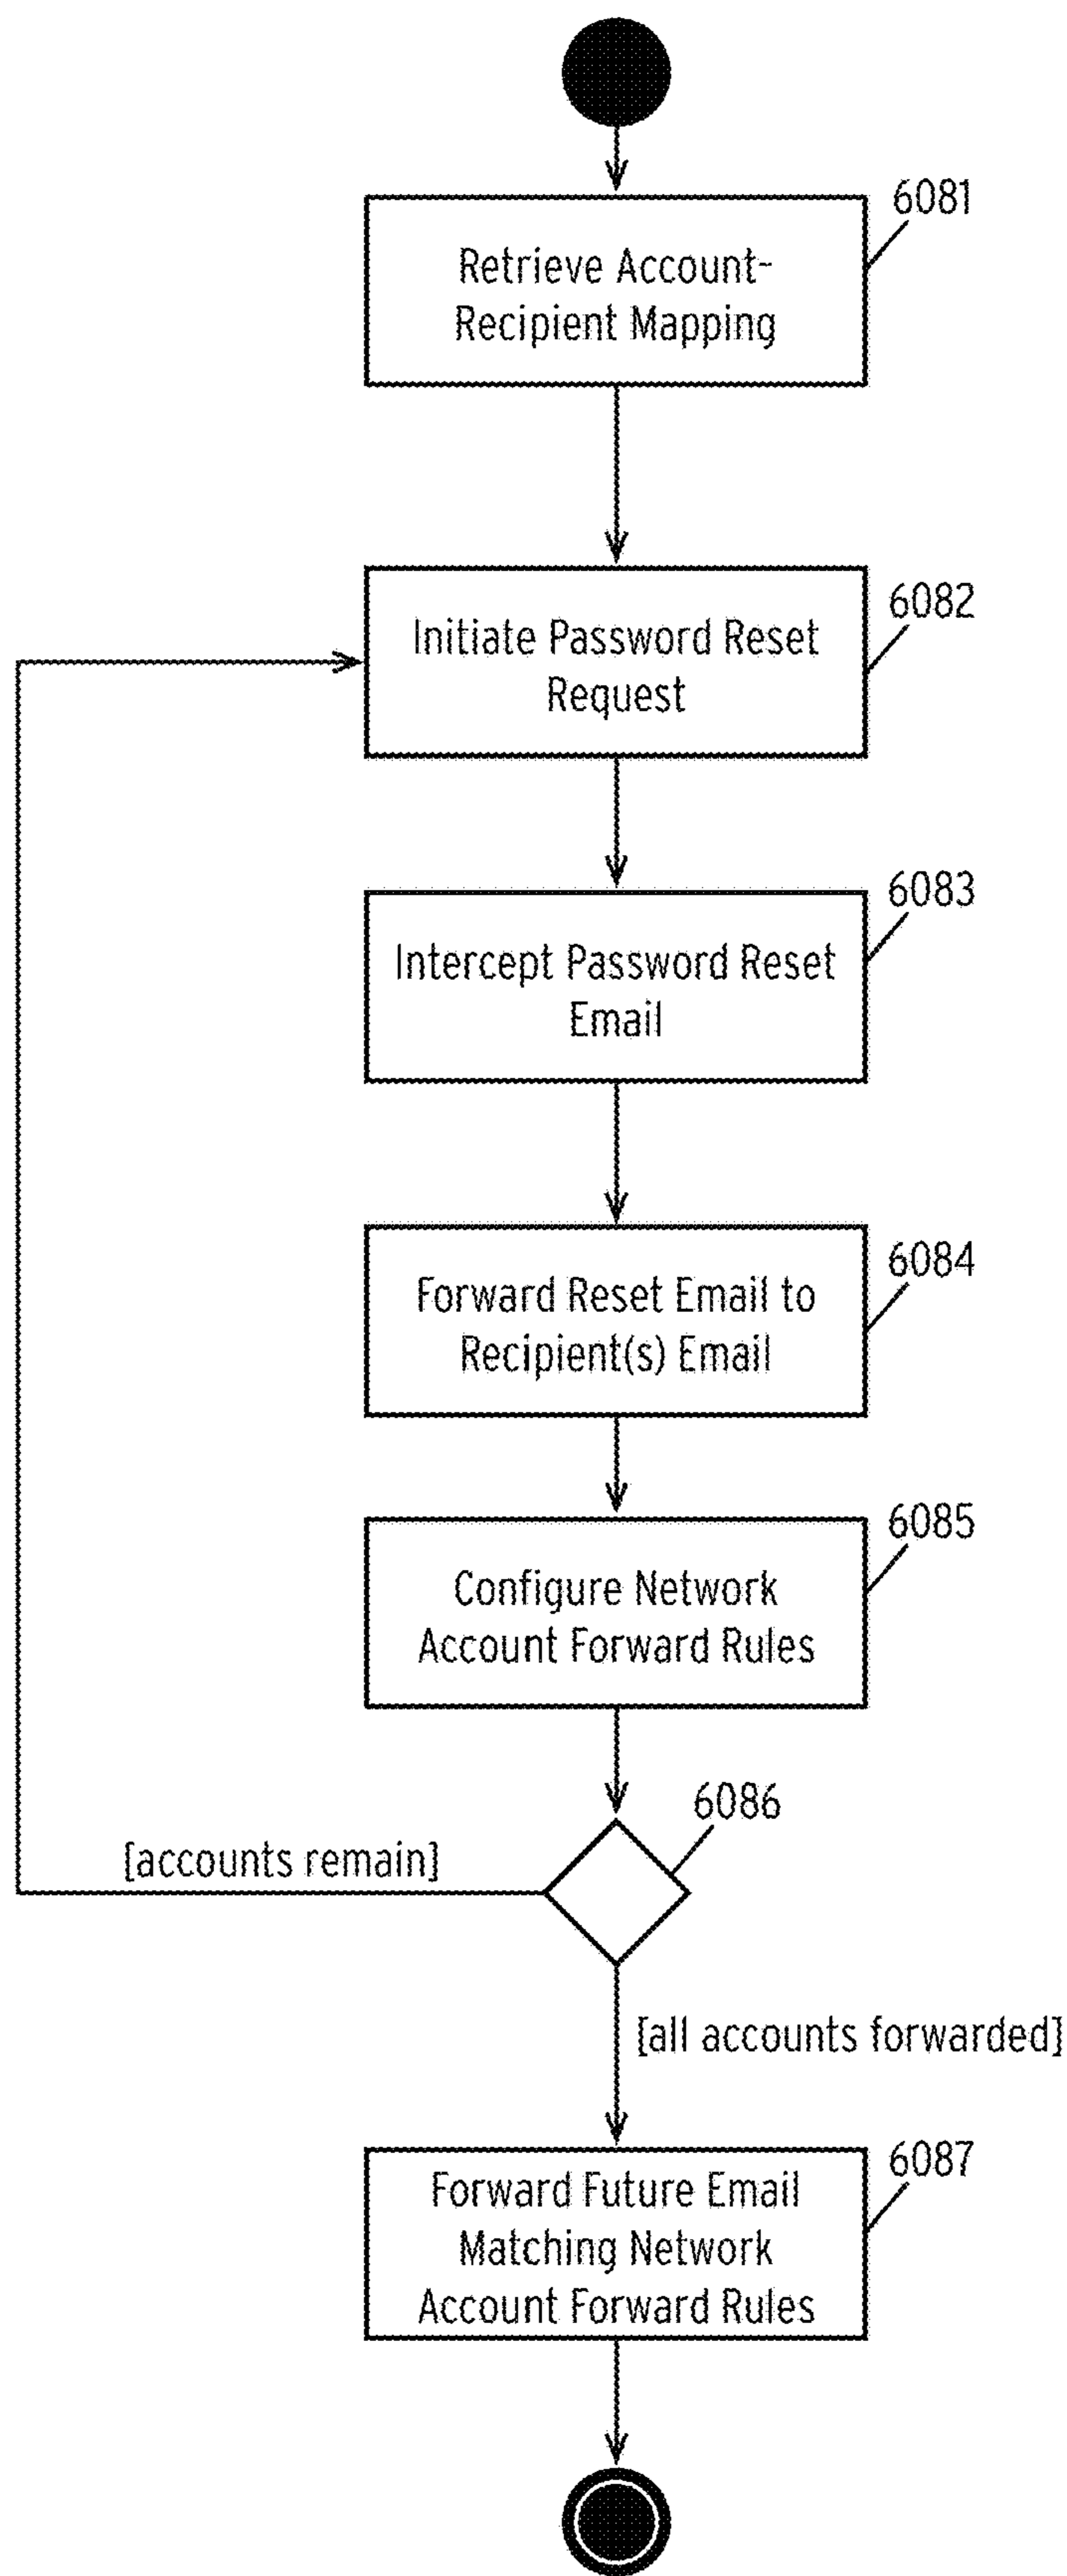 6081
Retrieve Account-
Recipient Mapping
6082
Initiate Password Reset
Request
6083
Intercept Password Reset
Email
6084
Forward Reset Email to
Recipient(s) Email
6085
Configure Network
Account Forward Rules
6086
[accounts remain]
[all accounts forwarded]
6087
Forward Future Email
Matching Network
Account Forward Rules